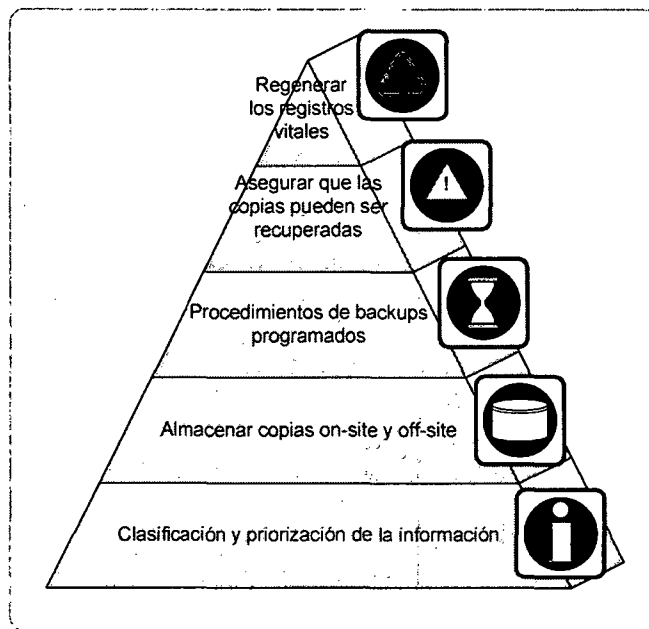 Regenerar
los registros
vitales
Asegurar que las
copias pueden ser
recuperadas
Procedimientos de backups
programados
Almacenar copias on-site y off-site
Clasificación y priorización de la información